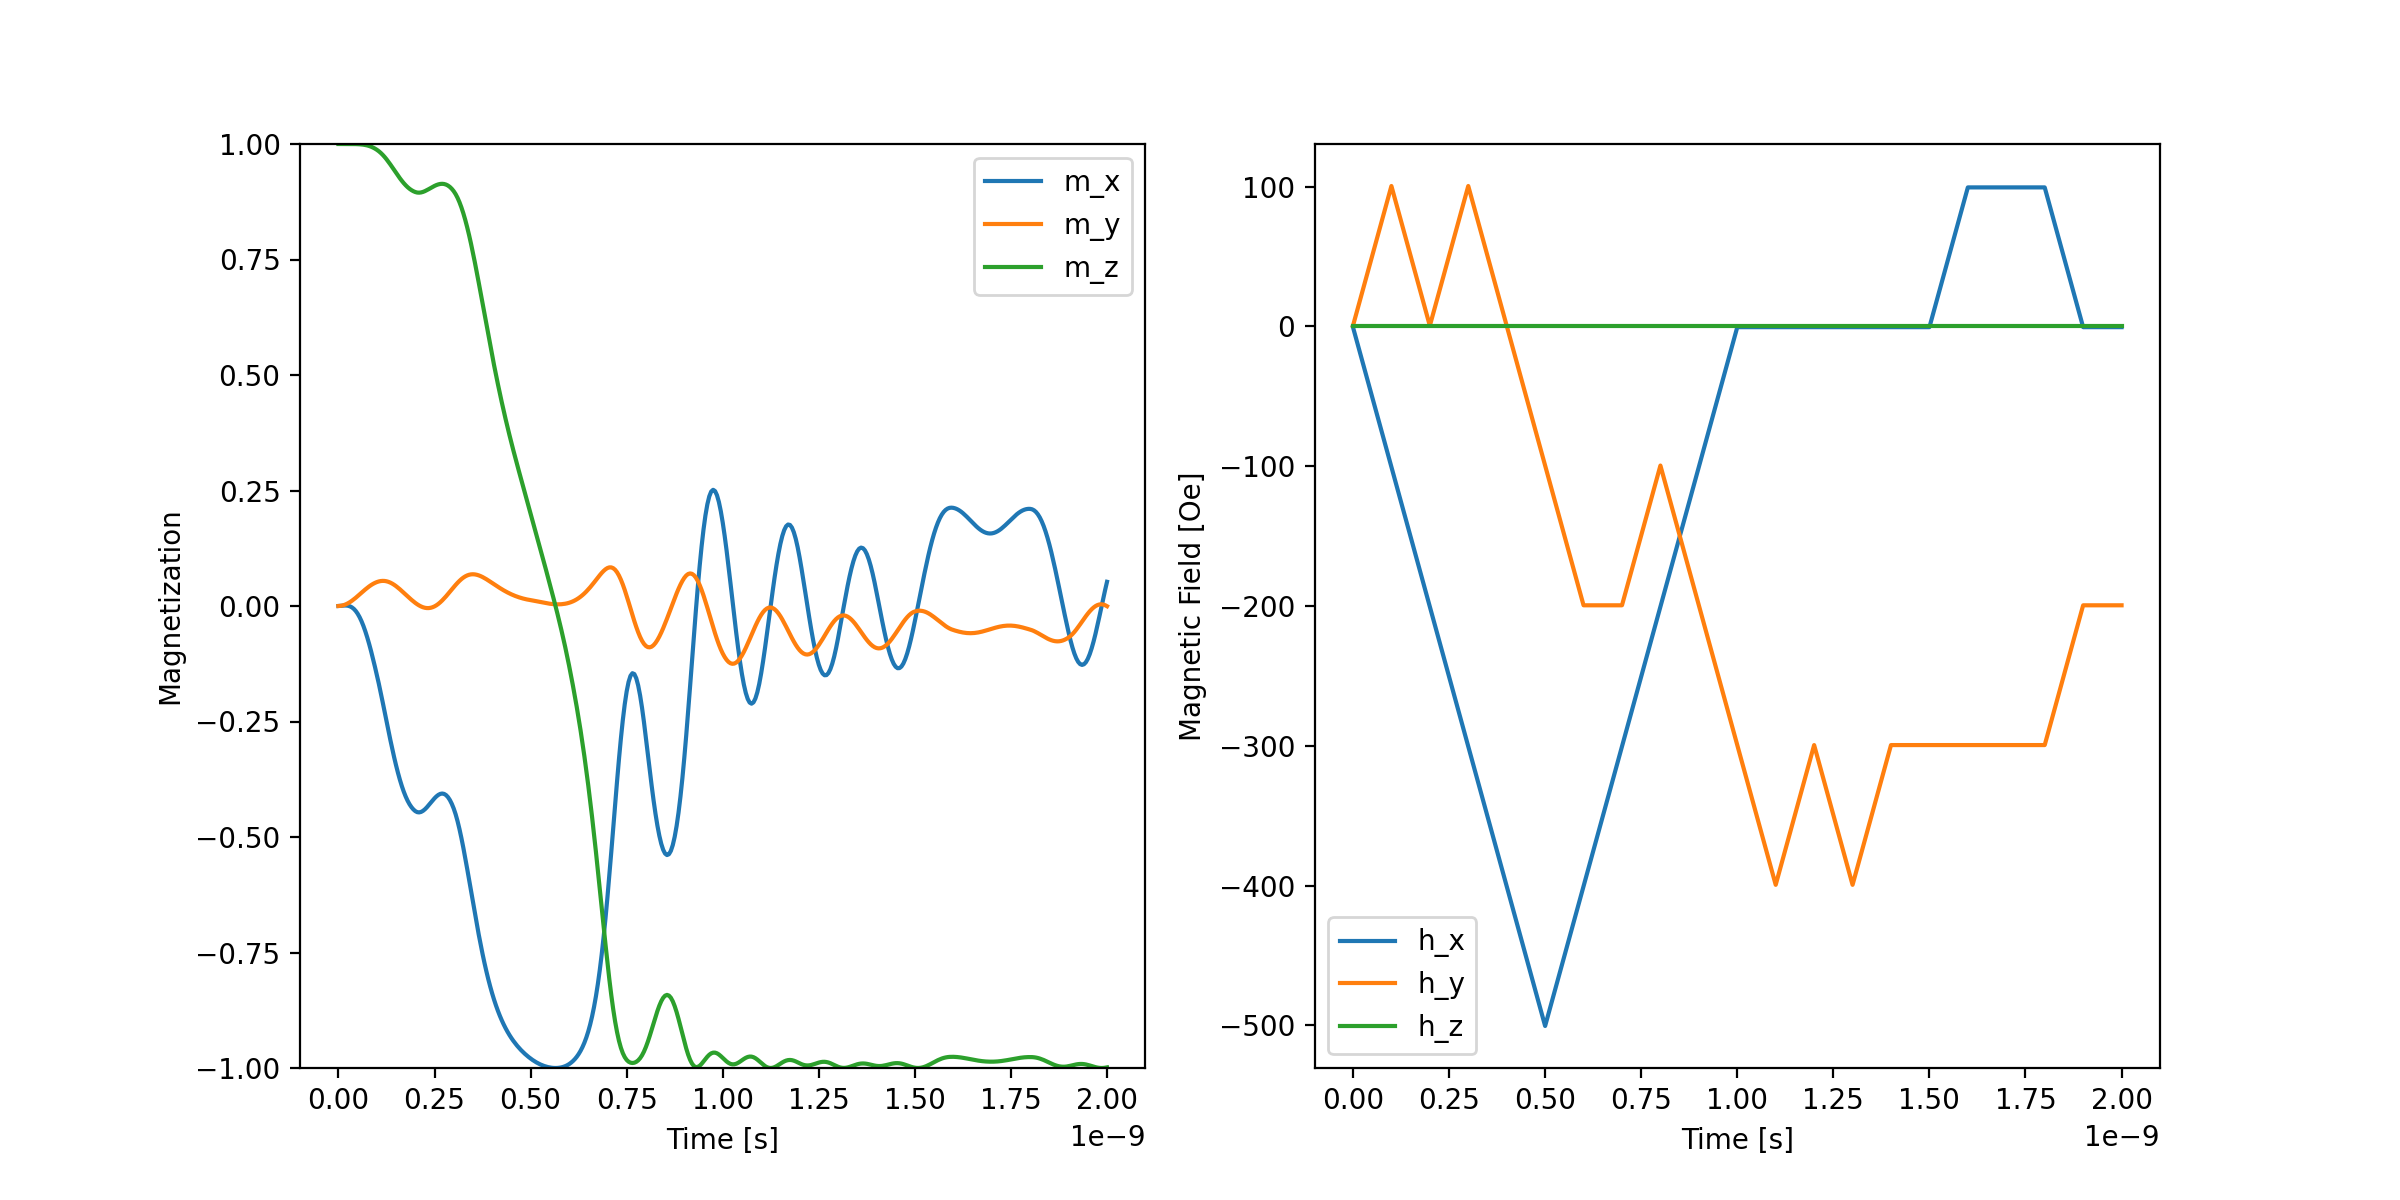 Magnetization
1.00
0.75
0.50
0.25
0.00
−0.25
−0.50
−0.75
−1.00
m_x
m_y
m_z
0.00 0.25 0.50 0.75 1.00 1.25 1.50 1.75 2.00
Time [s]
1e−9
Magnetic Field [Oe]
100
0
−100
−200
−300
−400
−500
h_x
h_y
h_z
0.00 0.25 0.50 0.75 1.00 1.25 1.50 1.75 2.00
Time [s]
1e−9